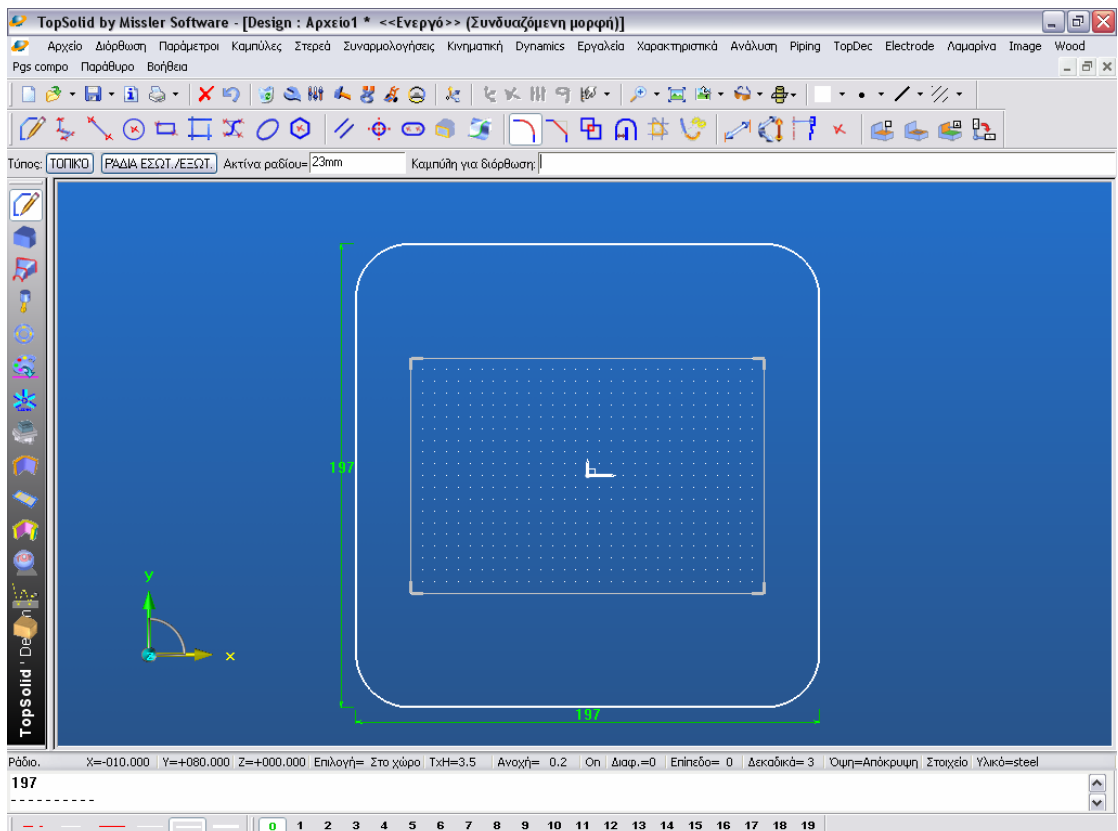 TopSolid by Missler Software - [Design : Αρχείο1 * <<Ενεργό>> (Συνδυαζόμενη μορφή)]
Αρχείο Διόρθωση Παράμετροι Καμπύλες Στερεά Συναρμολογήσεις Κινηματική Dynamics Εργαλεία Χαρακτηριστικά Ανάλυση Piping TopDec Electrode Λαμαρίνα Image Wood
Pgs compo Παράθυρο Βοήθεια
Τύπος: ΤΟΠΙΚΌ ΡΆΔΙΑ ΕΣΩΤ./ΕΞΩΤ. Ακτίνα ραδίου= 23mm Καμπύλη για διόρθωση:
197
y
x
z
197
TopSolid 'Design
Ράδιο. X=-010.000 Y=+080.000 Z=+000.000 Επιλογή= Στο χώρο TxH=3.5 Ανοχή= 0.2 On Διαφ.=0 Επίπεδο= 0 Δεκαδικά= 3 Όψη=Απόκρυψη Στοιχείο Υλικό=steel
197
----------
0 1 2 3 4 5 6 7 8 9 10 11 12 13 14 15 16 17 18 19